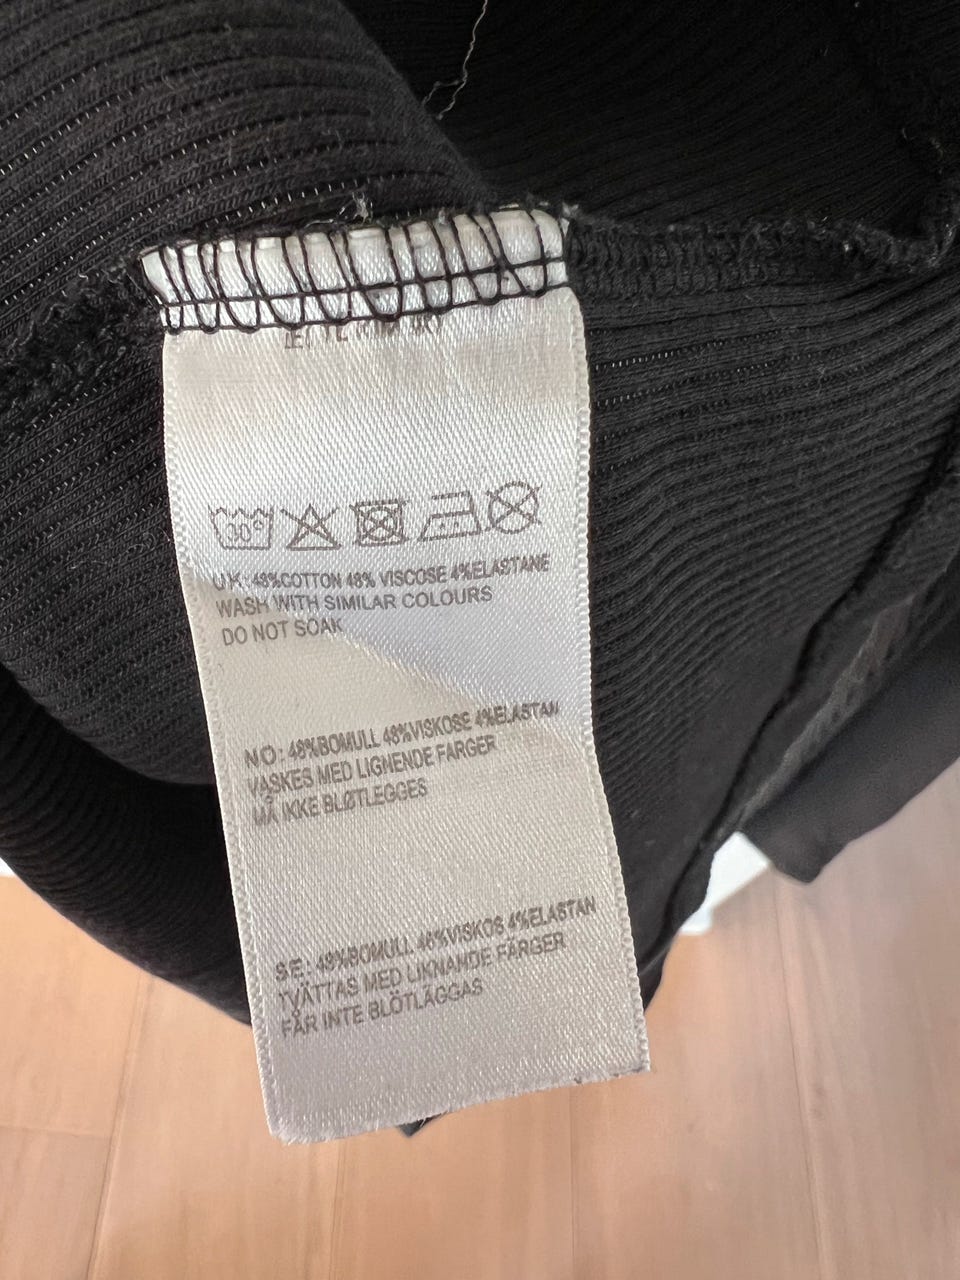 30°
UK: 48%COTTON 48% VISCOSE 4%ELASTANE
WASH WITH SIMILAR COLOURS
DO NOT SOAK
NO: 48%BOMULL 48%VISKOSE 4%ELASTAN
VASKES MED LIGNENDE FARGER
MÅ IKKE BLØTLEGGES
SE: 48%BOMULL 48%VISKOS 4%ELASTAN
TVÄTTAS MED LIKNANDE FÄRGER
FÅR INTE BLÖTLÄGGAS